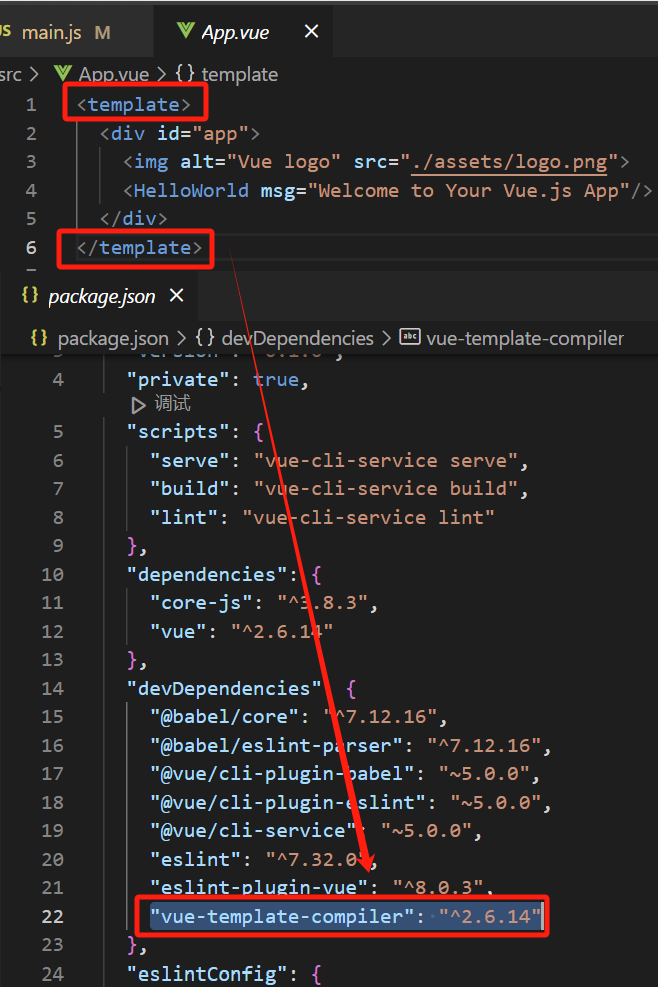 JS main.js M App.vue ×
src > App.vue > {} template
1 <template>
2 <div id="app">
3 <img alt="Vue logo" src="./assets/logo.png">
4 <HelloWorld msg="Welcome to Your Vue.js App"/>
5 </div>
6 </template>
{} package.json ×
{} package.json > {} devDependencies > abc vue-template-compiler
4 "private": true,
调试
5 "scripts": {
6 "serve": "vue-cli-service serve",
7 "build": "vue-cli-service build",
8 "lint": "vue-cli-service lint"
9 },
10 "dependencies": {
11 "core-js": "^3.8.3",
12 "vue": "^2.6.14"
13 },
14 "devDependencies" {
15 "@babel/core": "^7.12.16",
16 "@babel/eslint-parser": "^7.12.16",
17 "@vue/cli-plugin-babel": "~5.0.0",
18 "@vue/cli-plugin-eslint": "~5.0.0",
19 "@vue/cli-service": "~5.0.0",
20 "eslint": "^7.32.0",
21 "eslint-plugin-vue": "^8.0.3",
22 "vue-template-compiler": "^2.6.14"
23 },
24 "eslintConfig": {